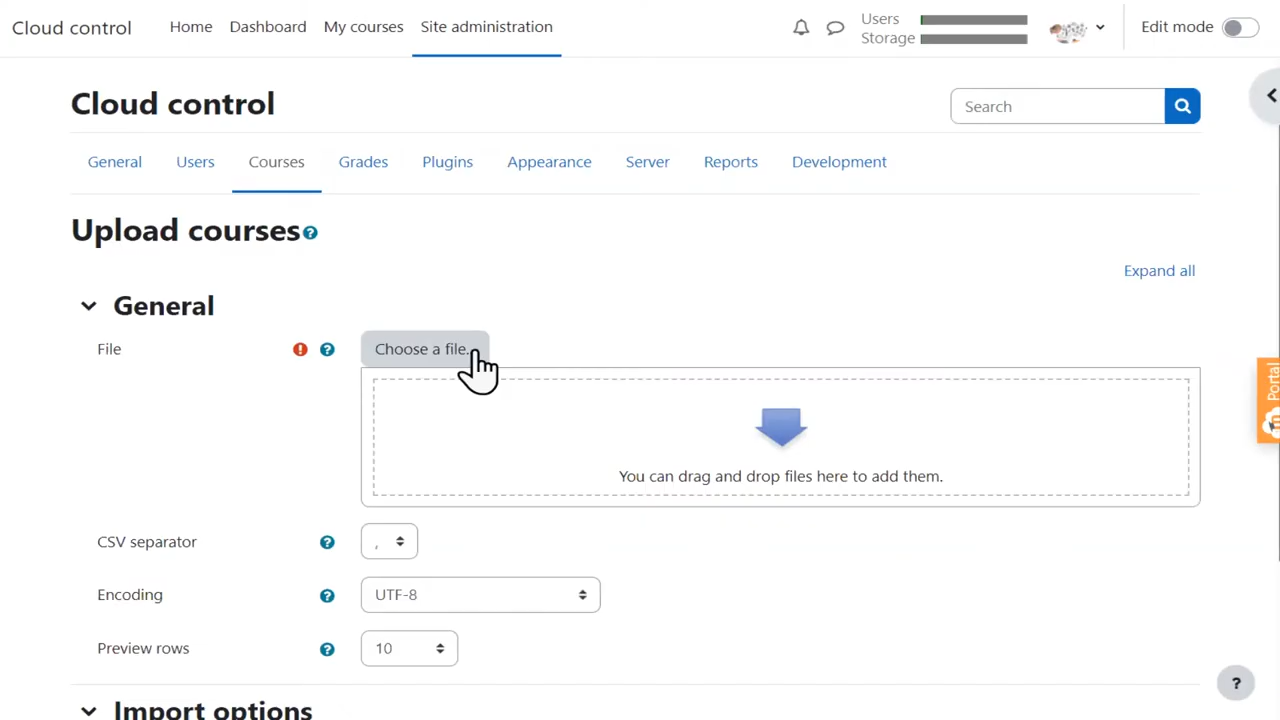 Cloud control
Home Dashboard My courses Site administration
Users
Storage
Edit mode
Cloud control
Search
General Users Courses Grades Plugins Appearance Server Reports Development
Upload courses
Expand all
General
File
Choose a file.
You can drag and drop files here to add them.
Portal
CSV separator ,
Encoding UTF-8
Preview rows 10
Import options